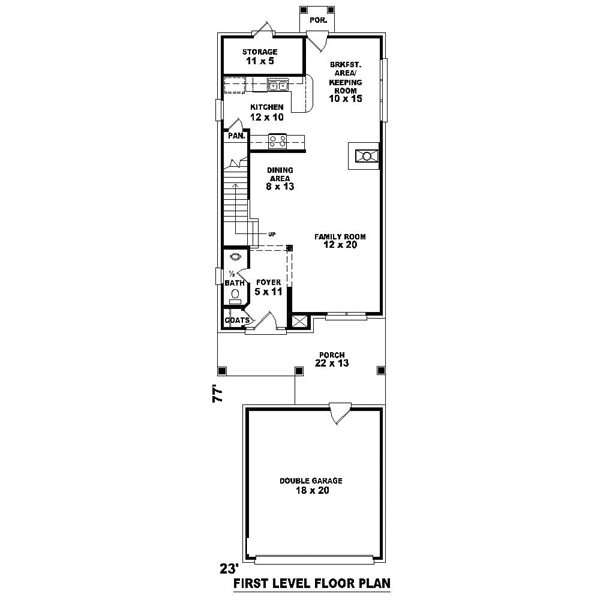 POR.
STORAGE
11 x 5
BRKFST.
AREA/
KEEPING
ROOM
10 x 15
KITCHEN
12 x 10
PAN.
DINING
AREA
8 x 13
UP
FAMILY ROOM
12 x 20
½
BATH
FOYER
5 x 11
COATS
PORCH
22 x 13
77'
DOUBLE GARAGE
18 x 20
23'
FIRST LEVEL FLOOR PLAN